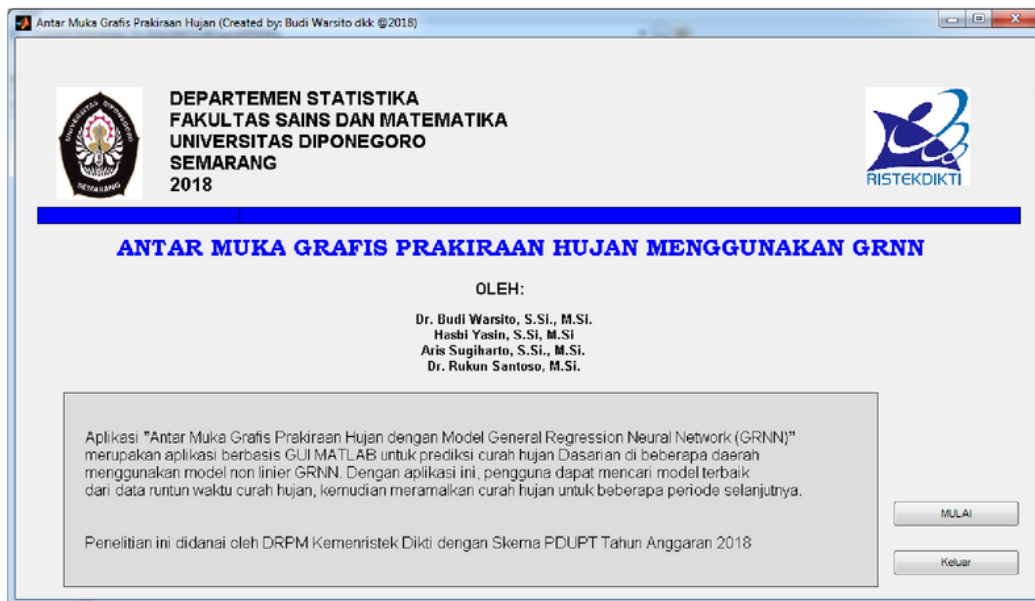 Antar Muka Grafis Prakiraan Hujan (Created by: Budi Warsito dkk @2018)
UNIVERSITAS DIPONEGORO
SEMARANG
DEPARTEMEN STATISTIKA
FAKULTAS SAINS DAN MATEMATIKA
UNIVERSITAS DIPONEGORO
SEMARANG
2018
RISTEKDIKTI
ANTAR MUKA GRAFIS PRAKIRAAN HUJAN MENGGUNAKAN GRNN
OLEH:
Dr. Budi Warsito, S.Si., M.Si.
Hasbi Yasin, S.Si, M.Si
Aris Sugiharto, S.Si., M.Si.
Dr. Rukun Santoso, M.Si.
Aplikasi "Antar Muka Grafis Prakiraan Hujan dengan Model General Regression Neural Network (GRNN)"
merupakan aplikasi berbasis GUI MATLAB untuk prediksi curah hujan Dasarian di beberapa daerah
menggunakan model non linier GRNN. Dengan aplikasi ini, pengguna dapat mencari model terbaik
dari data runtun waktu curah hujan, kemudian meramalkan curah hujan untuk beberapa periode selanjutnya.
Penelitian ini didanai oleh DRPM Kemenristek Dikti dengan Skema PDUPT Tahun Anggaran 2018
MULAI
Keluar